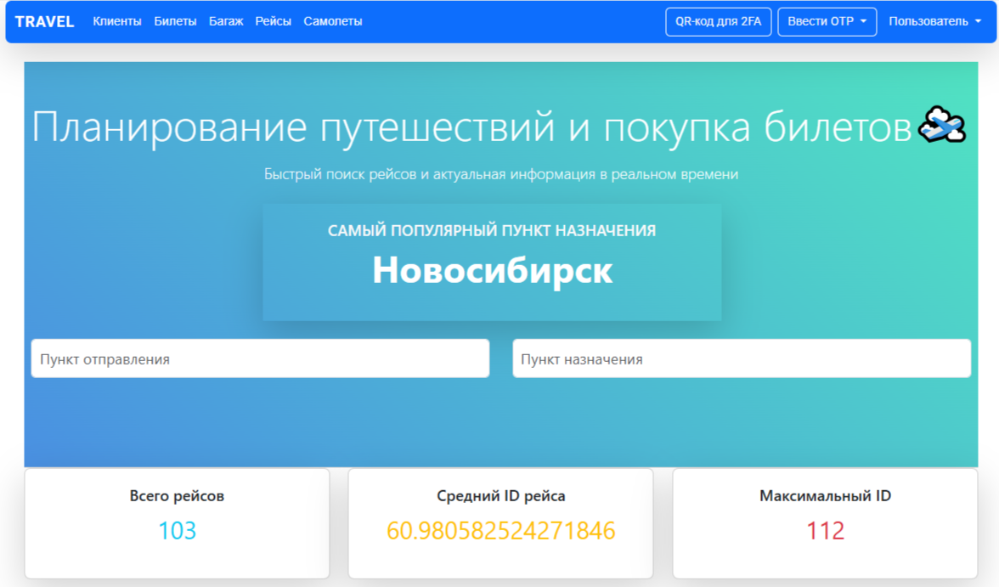 TRAVEL Клиенты Билеты Багаж Рейсы Самолеты QR-код для 2FA Ввести OTP Пользователь
Планирование путешествий и покупка билетов
Быстрый поиск рейсов и актуальная информация в реальном времени
САМЫЙ ПОПУЛЯРНЫЙ ПУНКТ НАЗНАЧЕНИЯ
Новосибирск
Пункт отправления Пункт назначения
Всего рейсов Средний ID рейса Максимальный ID
103 60.980582524271846 112